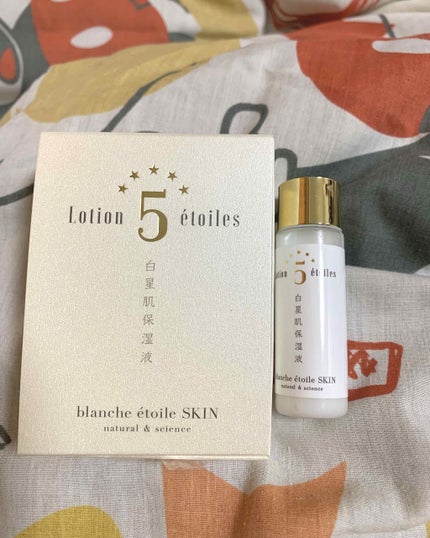 Lotion 5 étoiles
白星肌保湿液
blanche étoile SKIN
natural & science
Lotion 5 étoiles
白星肌保湿液
blanche étoile SKIN
natural & science